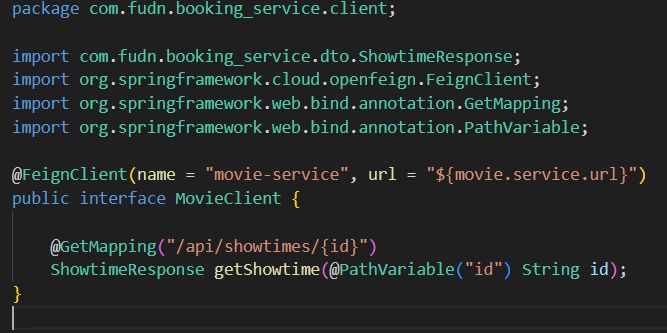 package com.fudn.booking_service.client;
import com.fudn.booking_service.dto.ShowtimeResponse;
import org.springframework.cloud.openfeign.FeignClient;
import org.springframework.web.bind.annotation.GetMapping;
import org.springframework.web.bind.annotation.PathVariable;
@FeignClient(name = "movie-service", url = "${movie.service.url}")
public interface MovieClient {
@GetMapping("/api/showtimes/{id}")
ShowtimeResponse getShowtime(@PathVariable("id") String id);
}